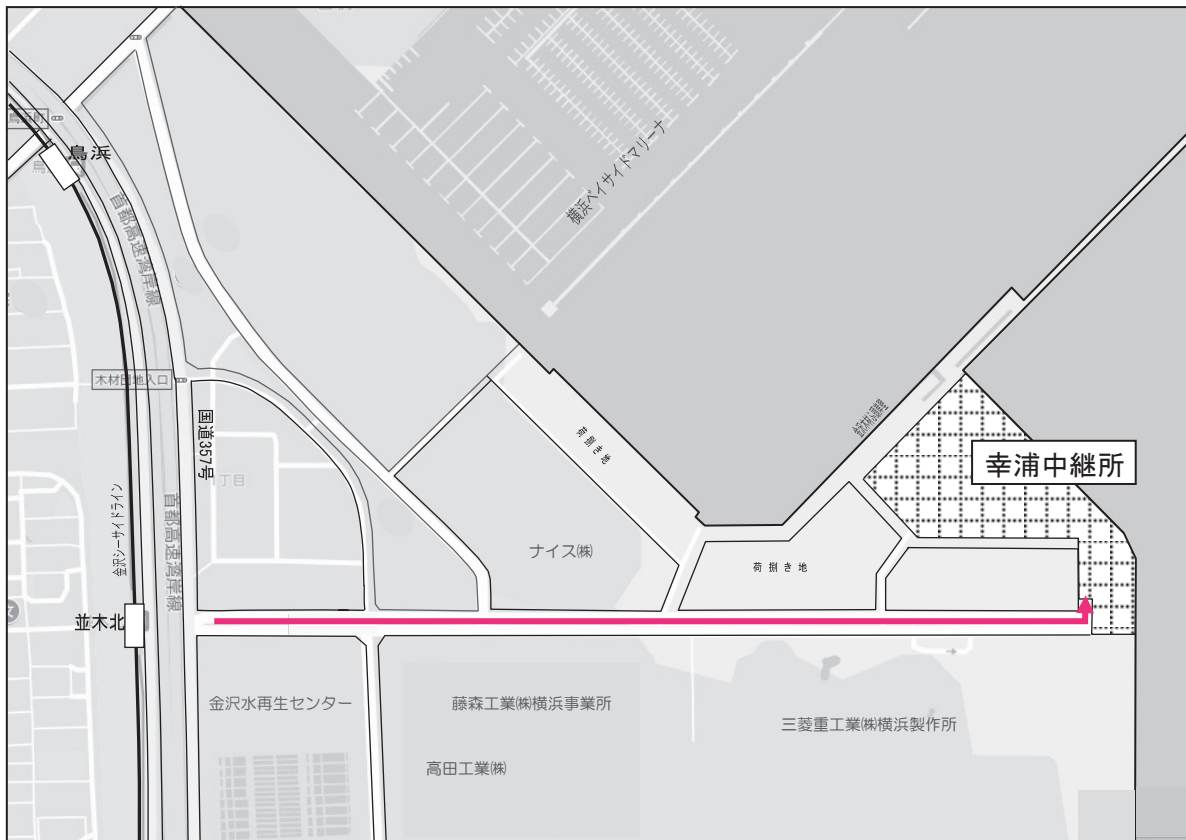 鳥浜
首都高速湾岸線
横浜ベイサイドマリーナ
木材団地入口
国道357号
丁目
荷捌き地
幸浦中継所
金沢シーサイドライン
首都高速湾岸線
ナイス㈱
荷捌き地
並木北
金沢水再生センター
藤森工業㈱横浜事業所
三菱重工業㈱横浜製作所
高田工業㈱